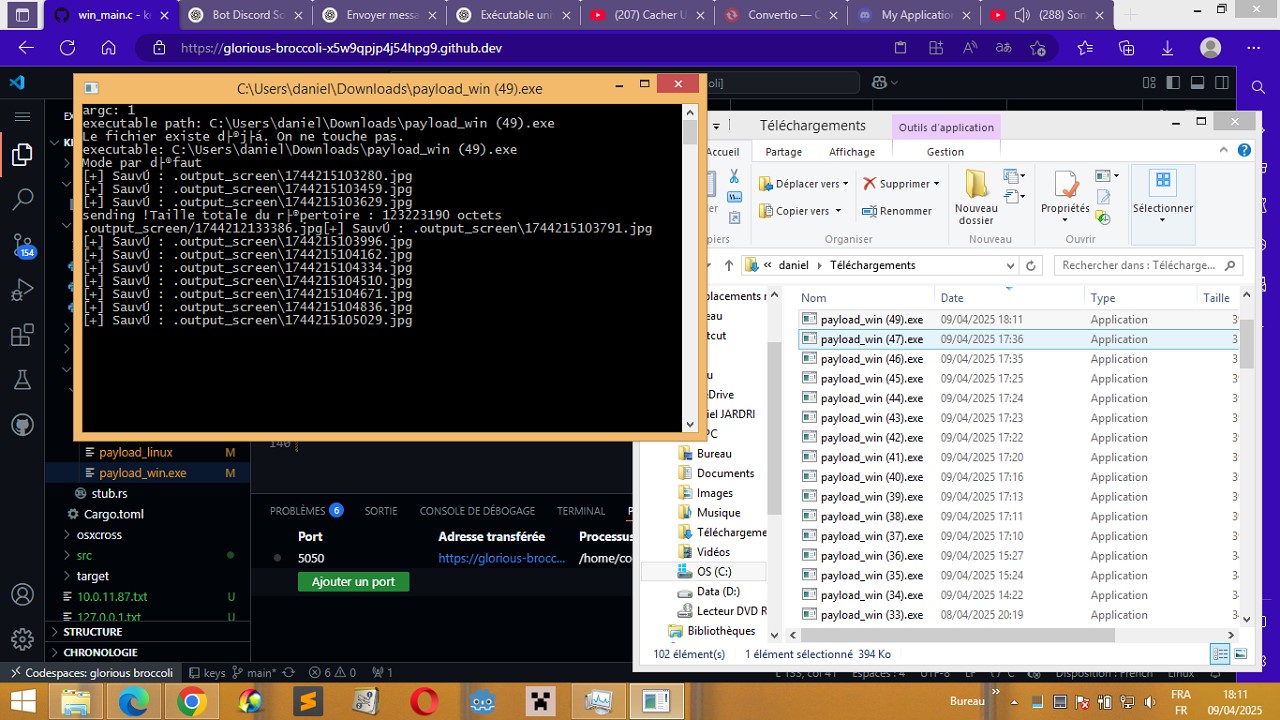 win_main.c - ke
Bot Discord So
Envoyer messa
Exécutable uni
(207) Cacher U
Convertio — C
My Application
(288) Son
https://glorious-broccoli-x5w9qpjp4j54hpg9.github.dev
C:\Users\daniel\Downloads\payload_win (49).exe
argc: 1
executable path: C:\Users\daniel\Downloads\payload_win (49).exe
Le fichier existe d├®j├á. On ne touche pas.
executable: C:\Users\daniel\Downloads\payload_win (49).exe
Mode par d├®faut
[+] SauvÚ : .output_screen\1744215103280.jpg
[+] SauvÚ : .output_screen\1744215103459.jpg
[+] SauvÚ : .output_screen\1744215103629.jpg
sending !Taille totale du r├®pertoire : 123223190 octets
.output_screen/1744212133386.jpg[+] SauvÚ : .output_screen\1744215103791.jpg
[+] SauvÚ : .output_screen\1744215103996.jpg
[+] SauvÚ : .output_screen\1744215104162.jpg
[+] SauvÚ : .output_screen\1744215104334.jpg
[+] SauvÚ : .output_screen\1744215104510.jpg
[+] SauvÚ : .output_screen\1744215104671.jpg
[+] SauvÚ : .output_screen\1744215104836.jpg
[+] SauvÚ : .output_screen\1744215105029.jpg
154
payload_linux M
payload_win.exe M
stub.rs
Cargo.toml
osxcross
src
target
10.0.11.87.txt U
127.0.0.1.txt U
STRUCTURE
CHRONOLOGIE
140
PROBLÈMES 6 SORTIE CONSOLE DE DÉBOGAGE TERMINAL
Port Adresse transférée Processus
5050 https://glorious-brocc... /home/co
Ajouter un port
Codespaces: glorious broccoli
keys
main*
6 0
1
Téléchargements
Outils d'application
Accueil Partage Affichage Gestion
Déplacer vers
Copier vers
Supprimer
Renommer
Nouveau
dossier
Propriétés
Sélectionner
Organiser
Nouveau
Ouvrir
« daniel Téléchargements
Rechercher dans : Télécharge...
Bureau
Documents
Images
Musique
Téléchargeme
Vidéos
OS (C:)
Data (D:)
Lecteur DVD R
Bibliothèques
Nom Date Type Taille
payload_win (49).exe 09/04/2025 18:11 Application
payload_win (47).exe 09/04/2025 17:36 Application
payload_win (46).exe 09/04/2025 17:35 Application
payload_win (45).exe 09/04/2025 17:25 Application
payload_win (44).exe 09/04/2025 17:24 Application
payload_win (43).exe 09/04/2025 17:23 Application
payload_win (42).exe 09/04/2025 17:22 Application
payload_win (41).exe 09/04/2025 17:20 Application
payload_win (40).exe 09/04/2025 17:16 Application
payload_win (39).exe 09/04/2025 17:13 Application
payload_win (38).exe 09/04/2025 17:11 Application
payload_win (37).exe 09/04/2025 17:10 Application
payload_win (36).exe 09/04/2025 15:27 Application
payload_win (35).exe 09/04/2025 15:24 Application
payload_win (34).exe 09/04/2025 14:22 Application
payload_win (33).exe 08/04/2025 20:19 Application
102 élément(s) 1 élément sélectionné 394 Ko
Bureau
FRA
FR
18:11
09/04/2025